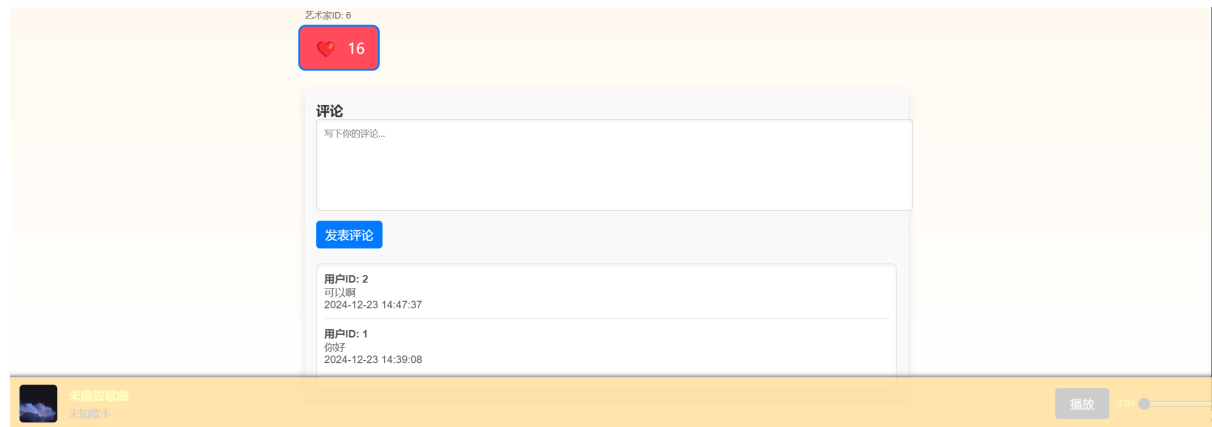 艺术家ID: 6
16
评论
写下你的评论...
发表评论
用户ID: 2
可以啊
2024-12-23 14:47:37
用户ID: 1
你好
2024-12-23 14:39:08
未播放歌曲
未知歌手
播放
0:00